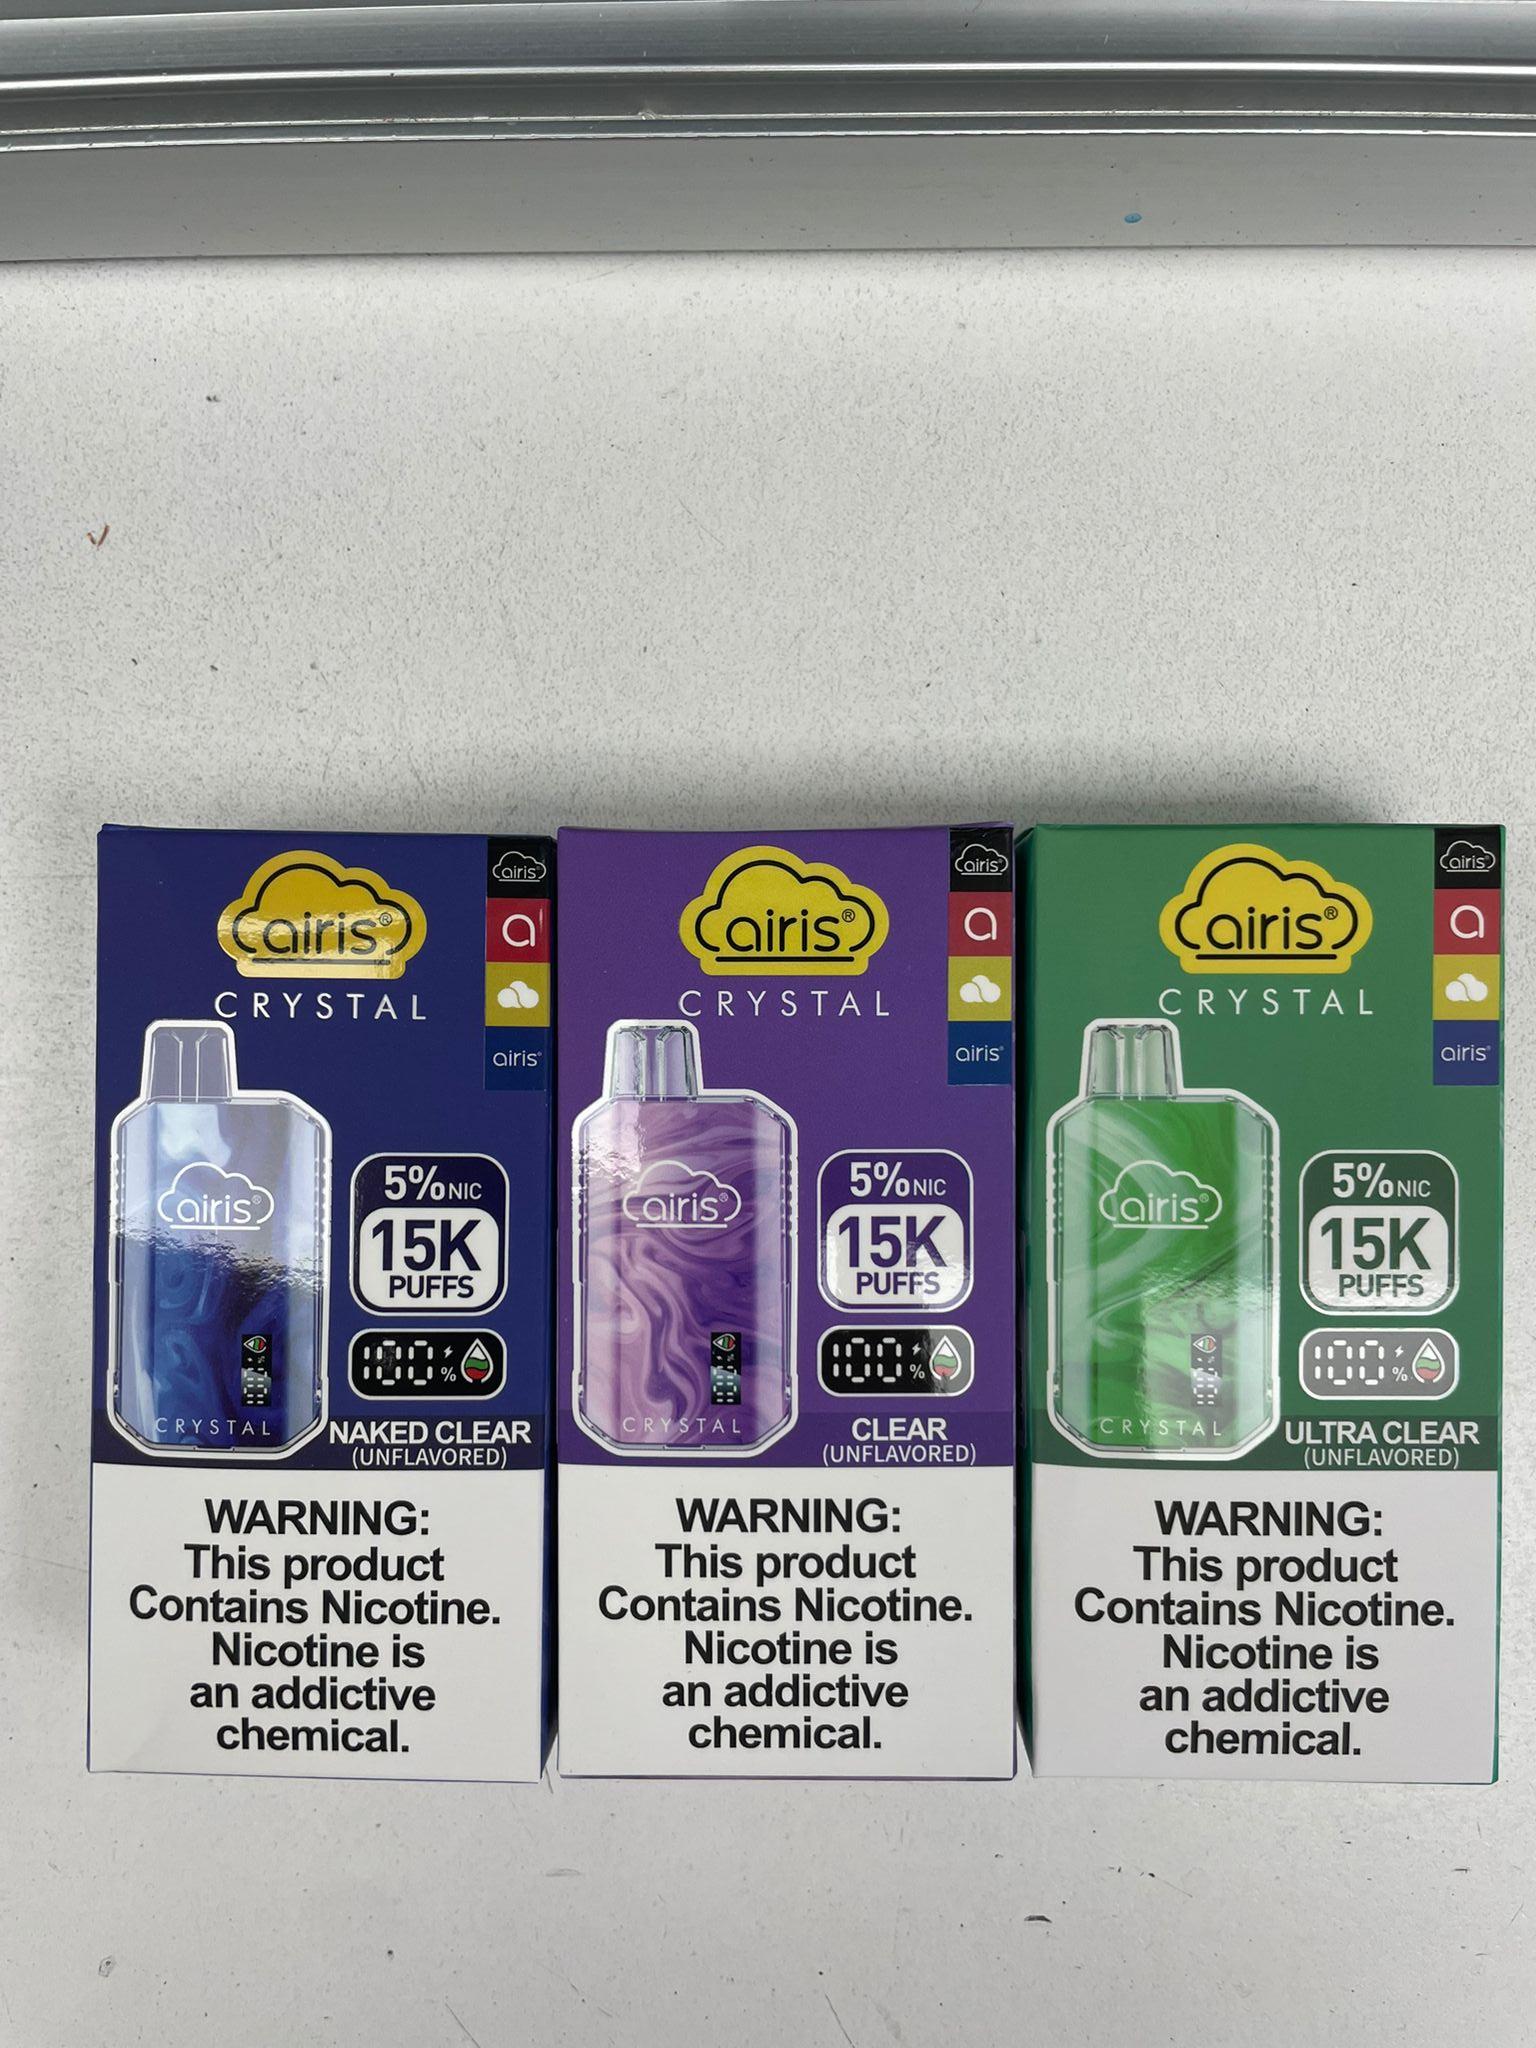 airis®
CRYSTAL
airis®
a
airis®
airis®
CRYSTAL
5% NIC
15K
PUFFS
100 %
NAKED CLEAR
(UNFLAVORED)
WARNING:
This product
Contains Nicotine.
Nicotine is
an addictive
chemical.
airis®
CRYSTAL
airis®
a
airis®
airis®
CRYSTAL
5% NIC
15K
PUFFS
100 %
CLEAR
(UNFLAVORED)
WARNING:
This product
Contains Nicotine.
Nicotine is
an addictive
chemical.
airis®
CRYSTAL
airis®
a
airis®
airis®
CRYSTAL
5% NIC
15K
PUFFS
100 %
ULTRA CLEAR
(UNFLAVORED)
WARNING:
This product
Contains Nicotine.
Nicotine is
an addictive
chemical.